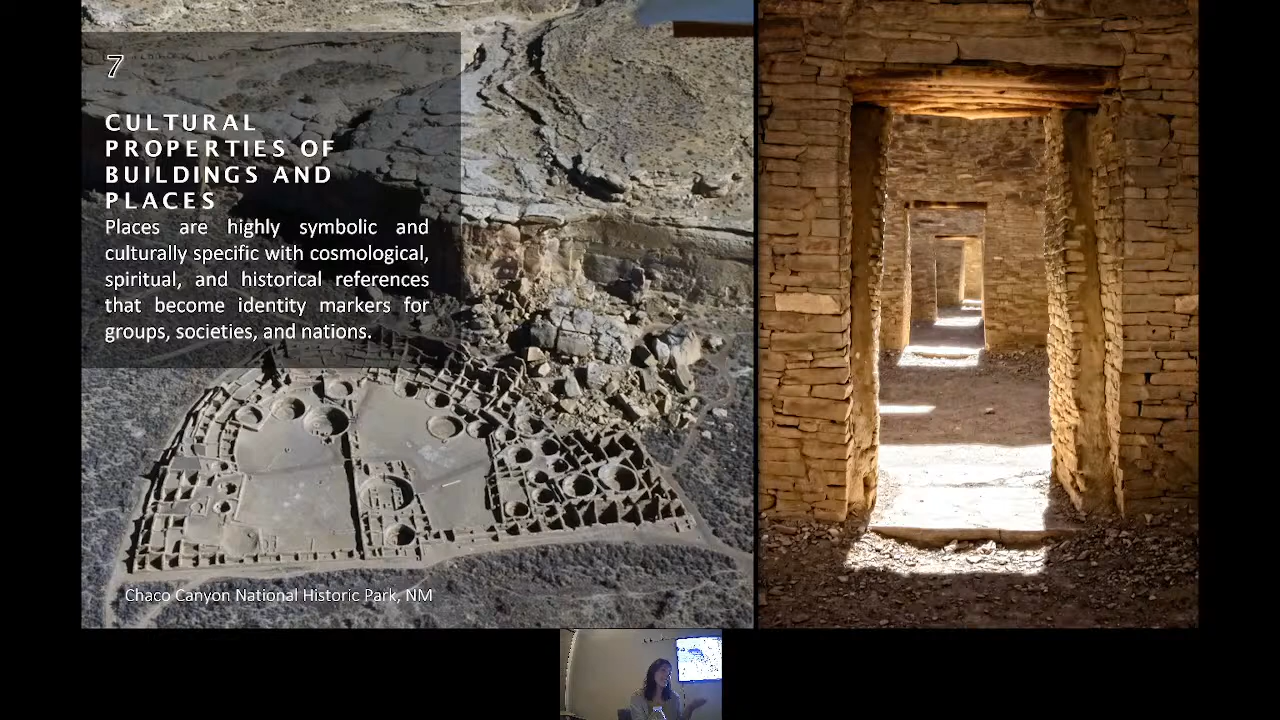 7
CULTURAL
PROPERTIES OF
BUILDINGS AND
PLACES
Places are highly symbolic and
culturally specific with cosmological,
spiritual, and historical references
that become identity markers for
groups, societies, and nations.
Chaco Canyon National Historic Park, NM